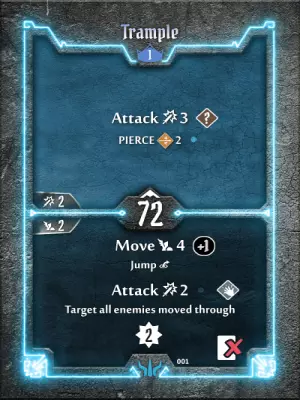 Trample
1
Attack 3 ?
PIERCE 2
2
72
2
Move 4 +1
Jump
Attack 2
Target all enemies moved through
2
001